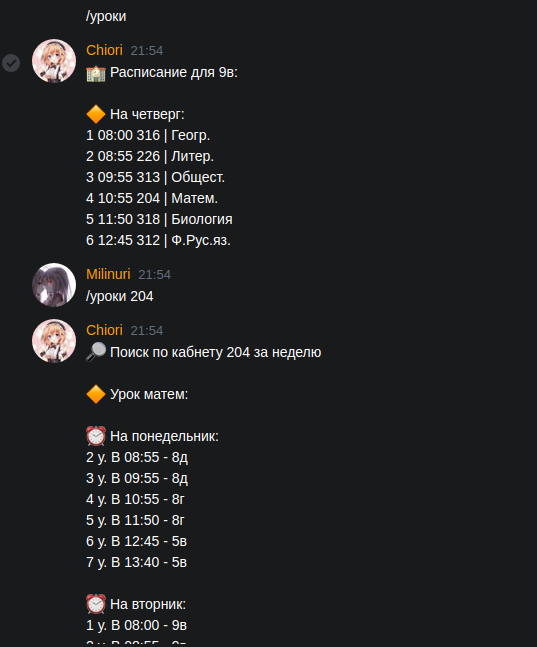 /уроки
Chiori 21:54
Расписание для 9в:
На четверг:
1 08:00 316 | Геогр.
2 08:55 226 | Литер.
3 09:55 313 | Общест.
4 10:55 204 | Матем.
5 11:50 318 | Биология
6 12:45 312 | Ф.Рус.яз.
Milinuri 21:54
/уроки 204
Chiori 21:54
Поиск по кабнету 204 за неделю
Урок матем:
На понедельник:
2 у. В 08:55 - 8д
3 у. В 09:55 - 8д
4 у. В 10:55 - 8г
5 у. В 11:50 - 8г
6 у. В 12:45 - 5в
7 у. В 13:40 - 5в
На вторник:
1 у. В 08:00 - 9в